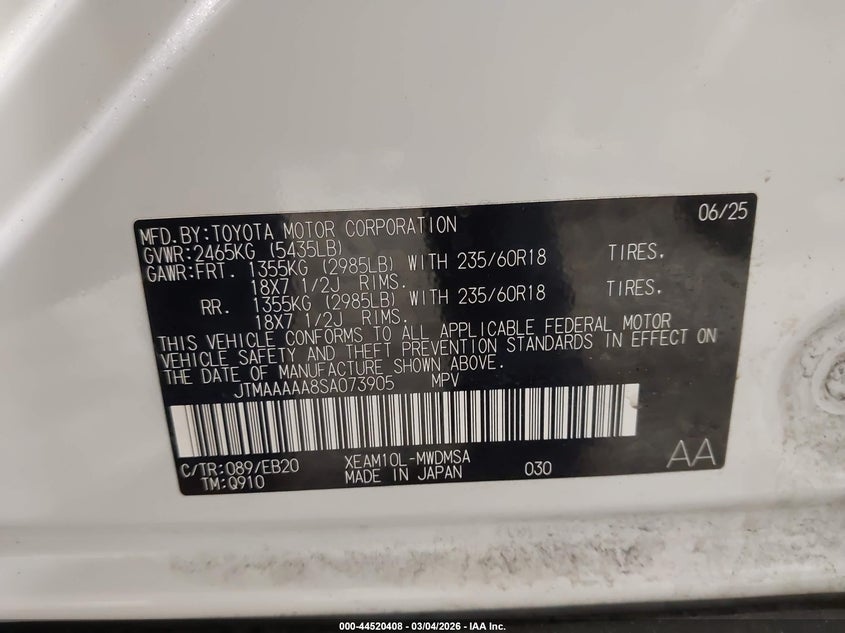 06/25
MFD.BY:TOYOTA MOTOR CORPORATION
GVWR:2465KG (5435LB)
GAWR:FRT. 1355KG (2985LB) WITH 235/60R18 TIRES,
18X7 1/2J RIMS.
RR. 1355KG (2985LB) WITH 235/60R18 TIRES,
18X7 1/2J RIMS.
THIS VEHICLE CONFORMS TO ALL APPLICABLE FEDERAL MOTOR
VEHICLE SAFETY AND THEFT PREVENTION STANDARDS IN EFFECT ON
THE DATE OF MANUFACTURE SHOWN ABOVE.
JTMAAAAA8SA073905 MPV
C/TR:089/EB20 XEAM10L-MWDMSA
TM:Q910 MADE IN JAPAN 030
AA
000-44520408 - 03/04/2026 - IAA Inc.